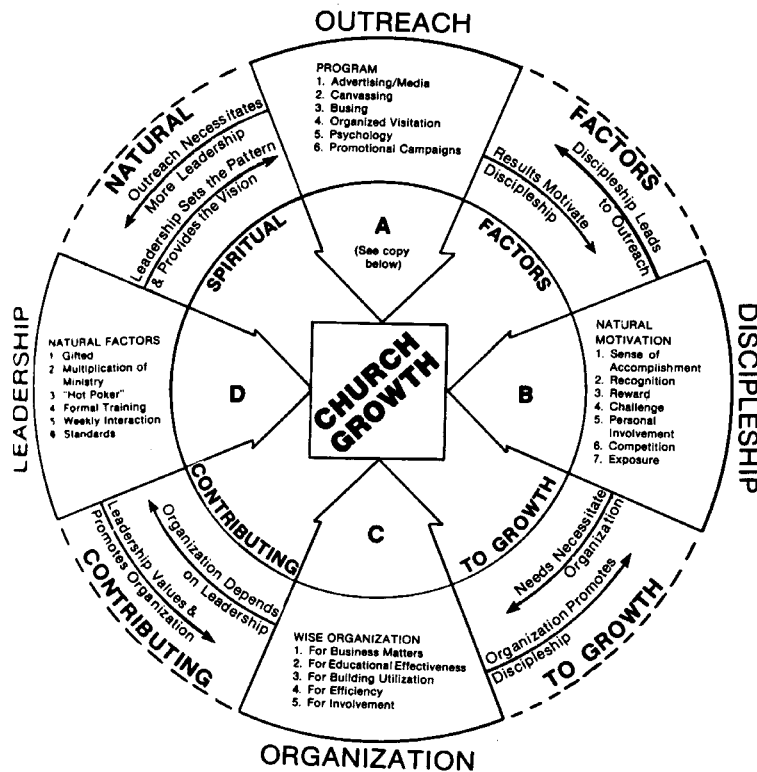 OUTREACH
PROGRAM
1. Advertising/Media
2. Canvassing
3. Busing
4. Organized Visitation
5. Psychology
6. Promotional Campaigns
NATURAL
FACTORS
CONTRIBUTING
TO GROWTH
Outreach Necessitates
More Leadership
Leadership Sets the Pattern
& Provides the Vision
Results Motivate
Discipleship
Discipleship Leads
to Outreach
SPIRITUAL
FACTORS
CONTRIBUTING
TO GROWTH
A
(See copy
below)
B
C
D
CHURCH
GROWTH
LEADERSHIP
NATURAL FACTORS
1 Gifted
2 Multiplication of
Ministry
3 "Hot Poker"
4 Formal Training
5 Weekly Interaction
6 Standards
DISCIPLESHIP
NATURAL
MOTIVATION
1. Sense of
Accomplishment
2. Recognition
3. Reward
4. Challenge
5. Personal
Involvement
6. Competition
7. Exposure
Leadership Values &
Promotes Organization
Organization Depends
on Leadership
Needs Necessitate
Organization
Organization Promotes
Discipleship
WISE ORGANIZATION
1. For Business Matters
2. For Educational Effectiveness
3. For Building Utilization
4. For Efficiency
5. For Involvement
ORGANIZATION